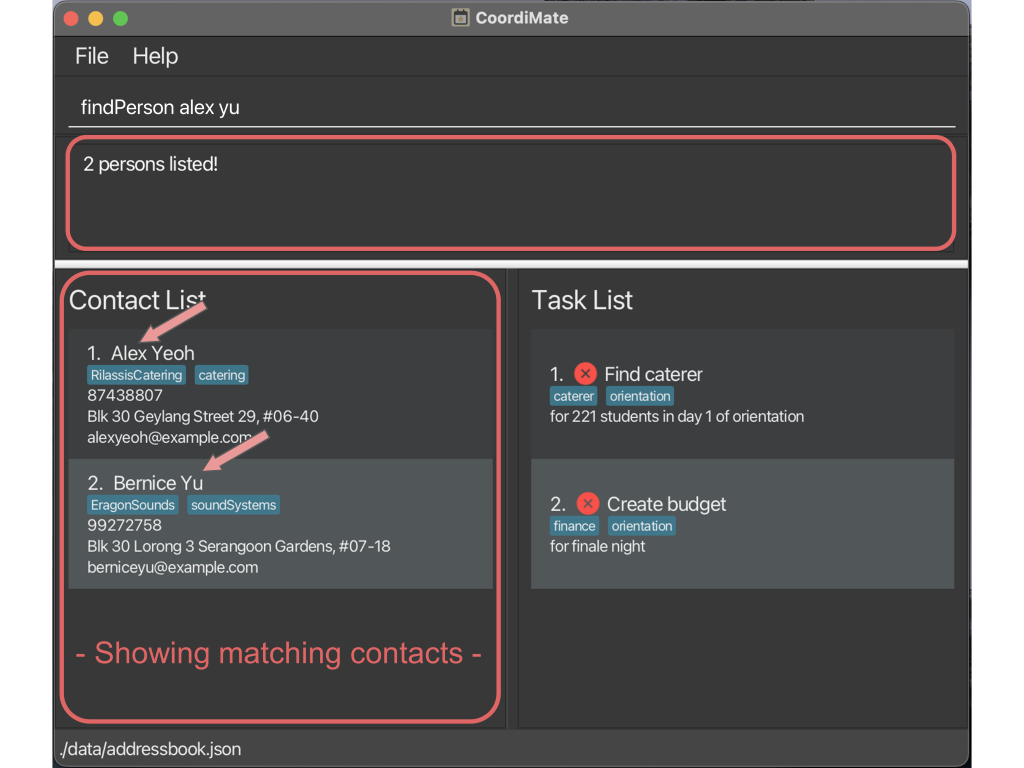 CoordiMate
File Help
findPerson alex yu
2 persons listed!
Contact List
1. Alex Yeoh
RilassisCatering catering
87438807
Blk 30 Geylang Street 29, #06-40
alexyeoh@example.com
2. Bernice Yu
EragonSounds soundSystems
99272758
Blk 30 Lorong 3 Serangoon Gardens, #07-18
berniceyu@example.com
- Showing matching contacts -
Task List
1. Find caterer
caterer orientation
for 221 students in day 1 of orientation
2. Create budget
finance orientation
for finale night
./data/addressbook.json